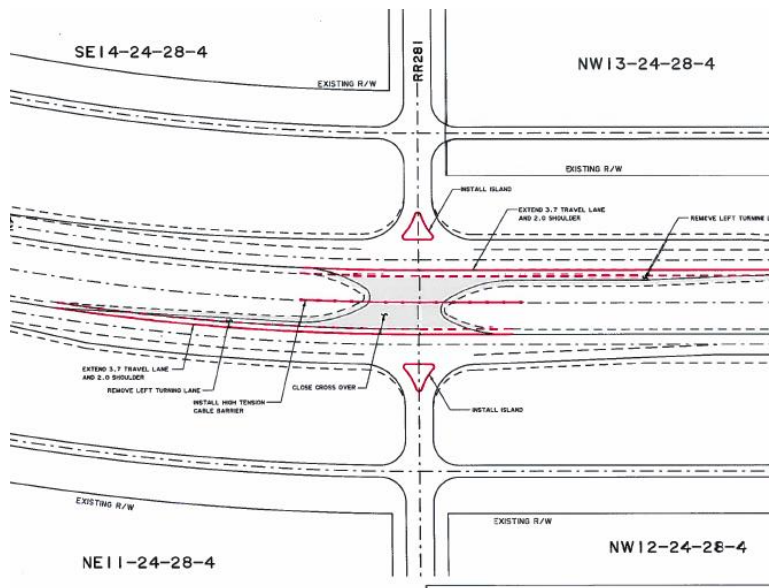 SE14-24-28-4
RR281
NW13-24-28-4
EXISTING R/W
EXISTING R/W
INSTALL ISLAND
EXTEND 3.7 TRAVEL LANE
AND 2.0 SHOULDER
REMOVE LEFT TURNING L
EXTEND 3.7 TRAVEL LANE
AND 2.0 SHOULDER
REMOVE LEFT TURNING LANE
INSTALL HIGH TENSION
CABLE BARRIER
CLOSE CROSS OVER
INSTALL ISLAND
EXISTING R/W
EXISTING R/W
NE11-24-28-4
NW12-24-28-4